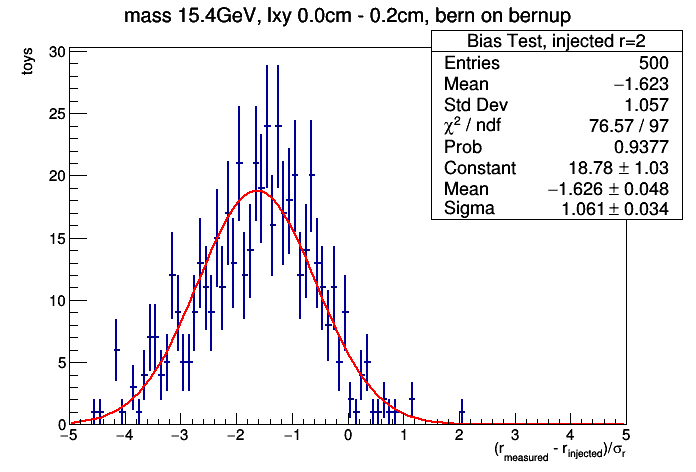 mass 15.4GeV, lxy 0.0cm - 0.2cm, bern on bernup
Bias Test, injected r=2
Entries 500
Mean −1.623
Std Dev 1.057
χ² / ndf 76.57 / 97
Prob 0.9377
Constant 18.78 ± 1.03
Mean −1.626 ± 0.048
Sigma 1.061 ± 0.034
toys
30
25
20
15
10
5
0
−5 −4 −3 −2 −1 0 1 2 3 4 5
(r_measured - r_injected)/σ_r